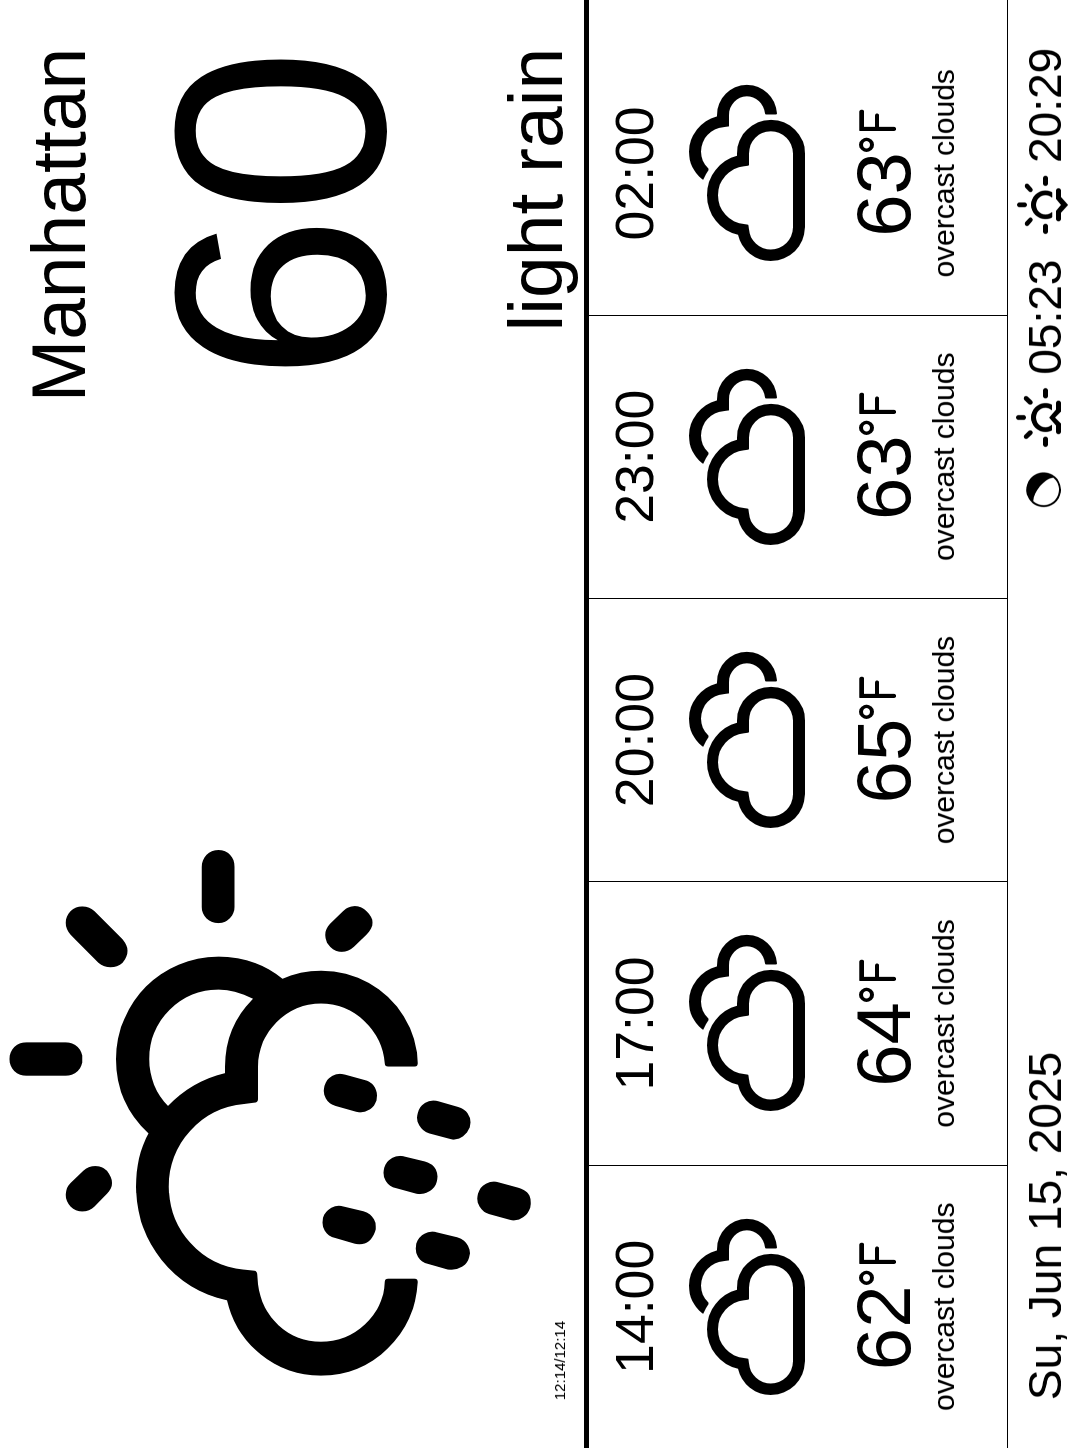 Manhattan
60
light rain
12:14/12:14
14:00
62°F
overcast clouds
17:00
64°F
overcast clouds
20:00
65°F
overcast clouds
23:00
63°F
overcast clouds
02:00
63°F
overcast clouds
Su, Jun 15, 2025
05:23
20:29